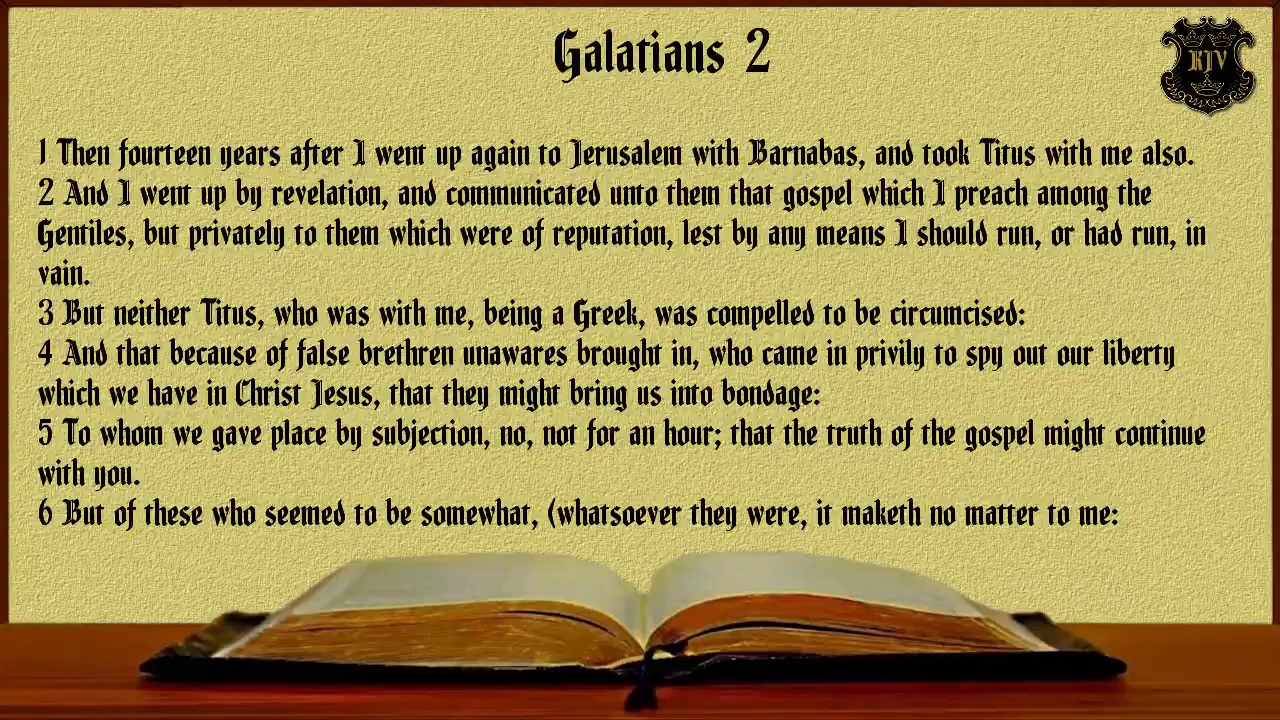 Galatians 2
KJV
1 Then fourteen years after I went up again to Jerusalem with Barnabas, and took Titus with me also.
2 And I went up by revelation, and communicated unto them that gospel which I preach among the
Gentiles, but privately to them which were of reputation, lest by any means I should run, or had run, in
vain.
3 But neither Titus, who was with me, being a Greek, was compelled to be circumcised:
4 And that because of false brethren unawares brought in, who came in privily to spy out our liberty
which we have in Christ Jesus, that they might bring us into bondage:
5 To whom we gave place by subjection, no, not for an hour; that the truth of the gospel might continue
with you.
6 But of these who seemed to be somewhat, (whatsoever they were, it maketh no matter to me: